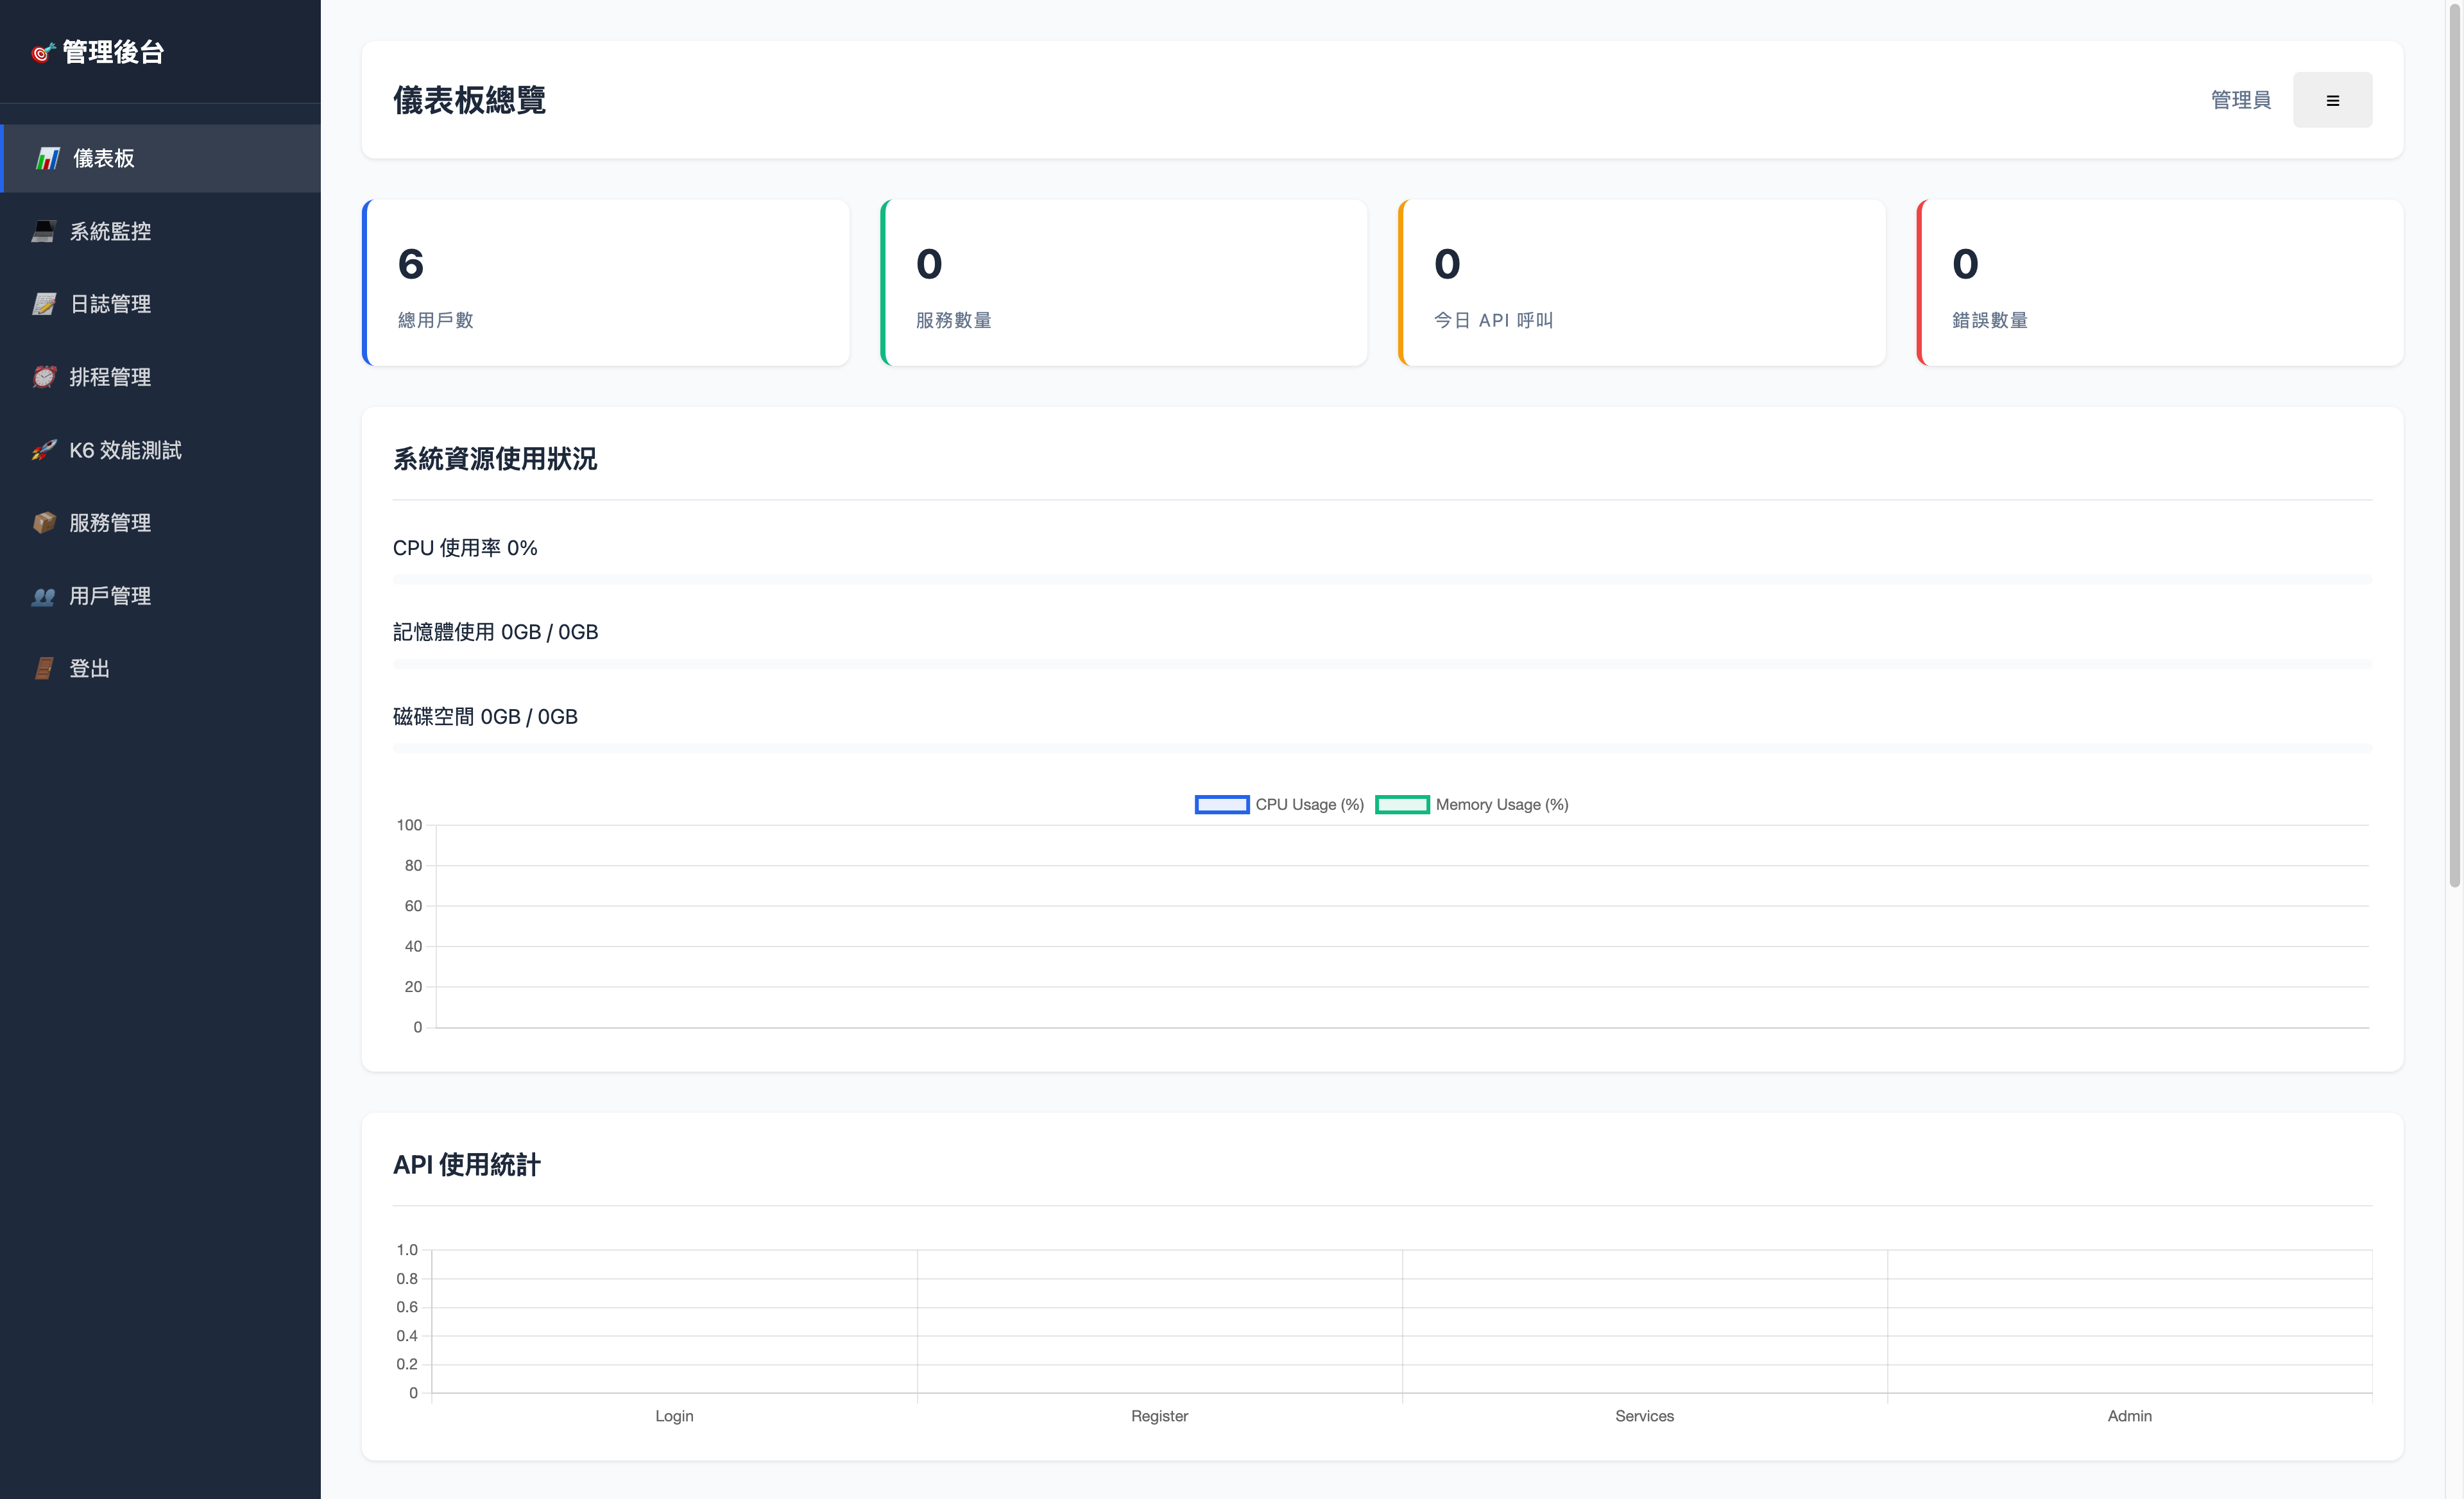 管理後台
儀表板
系統監控
日誌管理
排程管理
K6 效能測試
服務管理
用戶管理
登出
儀表板總覽
管理員
6
總用戶數
0
服務數量
0
今日 API 呼叫
0
錯誤數量
系統資源使用狀況
CPU 使用率 0%
記憶體使用 0GB / 0GB
磁碟空間 0GB / 0GB
CPU Usage (%) Memory Usage (%)
100
80
60
40
20
0
API 使用統計
1.0
0.8
0.6
0.4
0.2
0
Login Register Services Admin